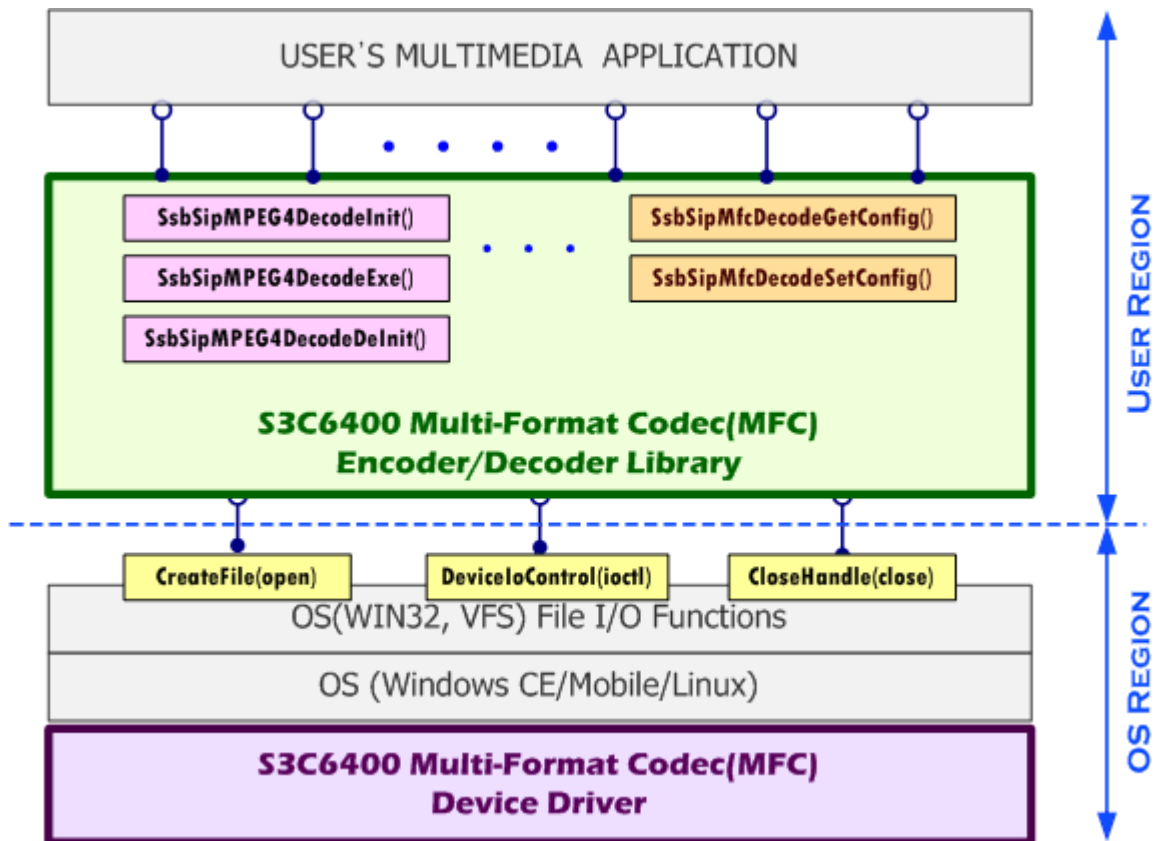 USER'S MULTIMEDIA APPLICATION
SsbSipMPEG4DecodeInit()
SsbSipMfcDecodeGetConfig()
SsbSipMPEG4DecodeExe()
SsbSipMfcDecodeSetConfig()
SsbSipMPEG4DecodeDeInit()
S3C6400 Multi-Format Codec(MFC)
Encoder/Decoder Library
USER REGION
CreateFile(open)
DeviceIoControl(ioctl)
CloseHandle(close)
OS(WIN32, VFS) File I/O Functions
OS (Windows CE/Mobile/Linux)
S3C6400 Multi-Format Codec(MFC)
Device Driver
OS REGION